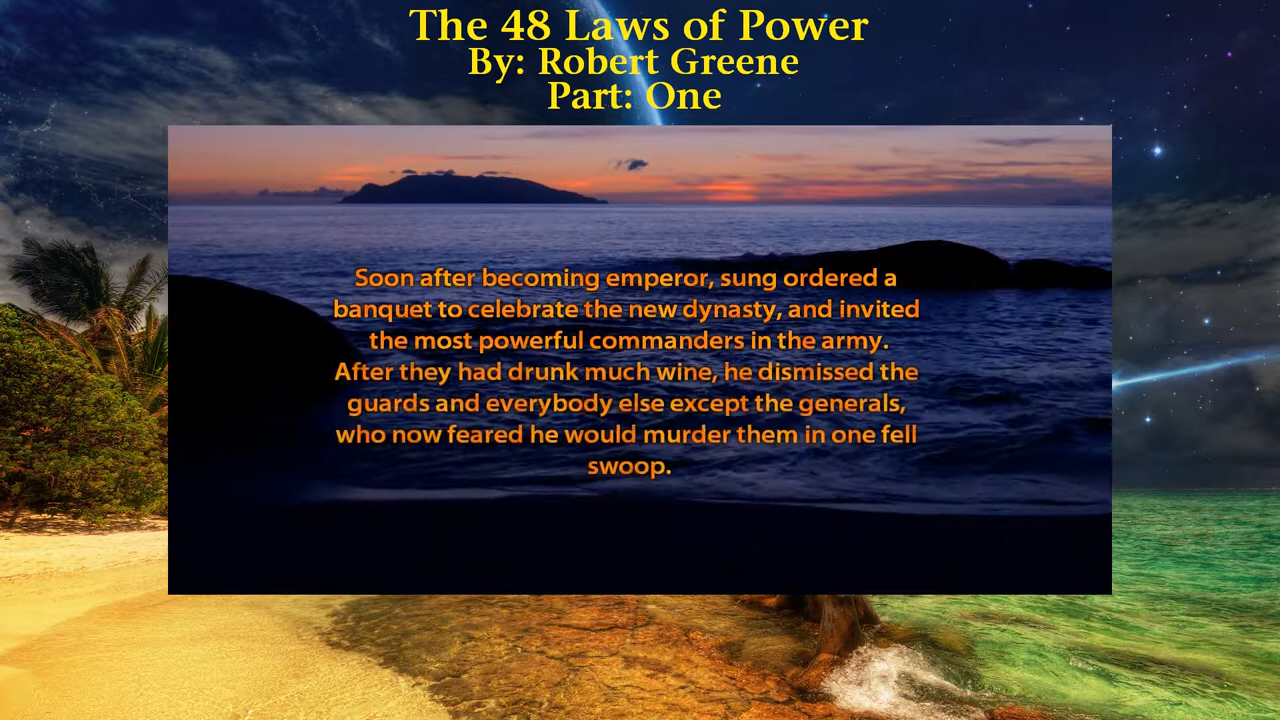 The 48 Laws of Power
By: Robert Greene
Part: One
Soon after becoming emperor, sung ordered a
banquet to celebrate the new dynasty, and invited
the most powerful commanders in the army.
After they had drunk much wine, he dismissed the
guards and everybody else except the generals,
who now feared he would murder them in one fell
swoop.